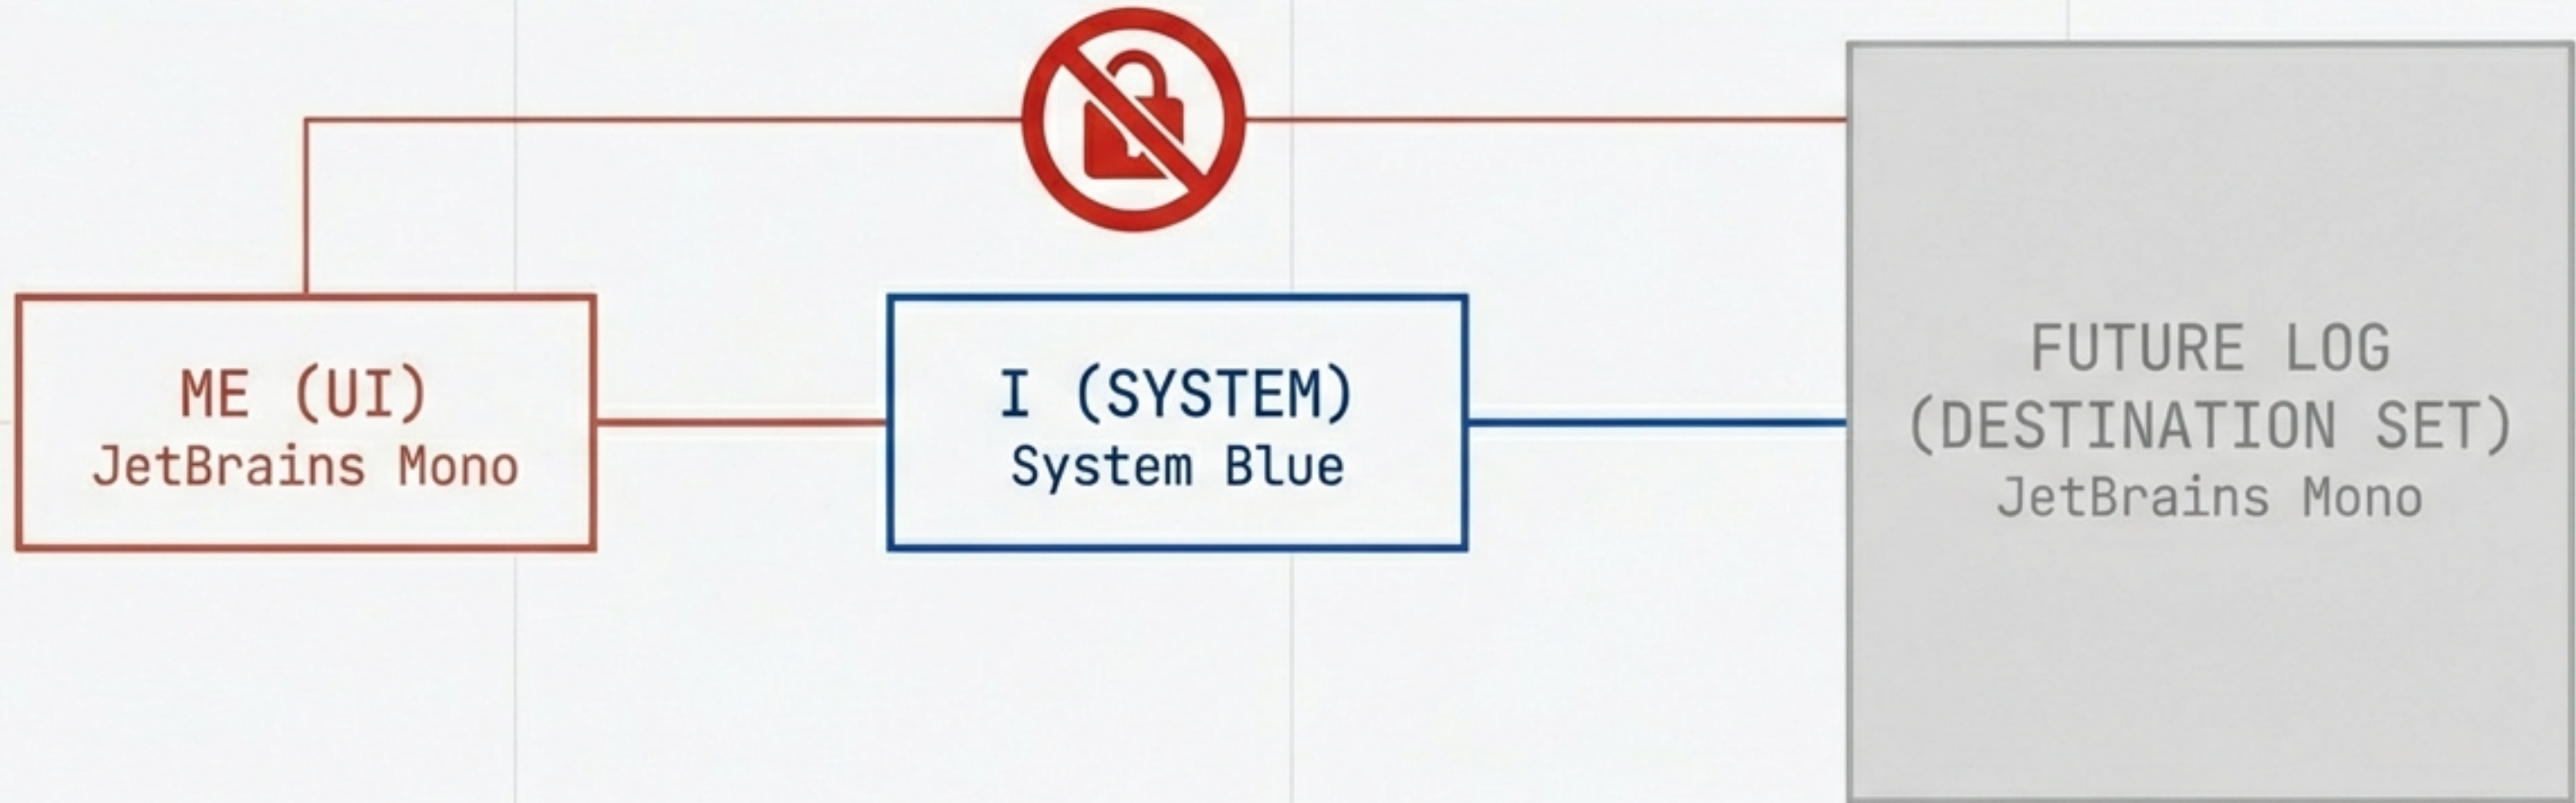 ME (UI)
JetBrains Mono
I (SYSTEM)
System Blue
FUTURE LOG
(DESTINATION SET)
JetBrains Mono